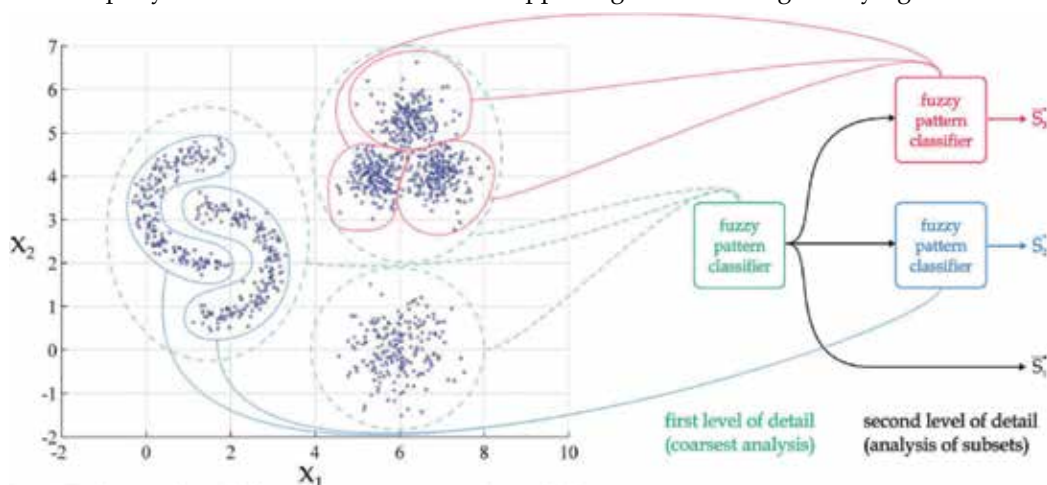 7
6
5
4
3
2
1
0
-1
-2
-2 0 2 4 6 8 10
X2
X1
fuzzy
pattern
classifier
fuzzy
pattern
classifier
fuzzy
pattern
classifier
first level of detail
(coarsest analysis)
second level of detail
(analysis of subsets)